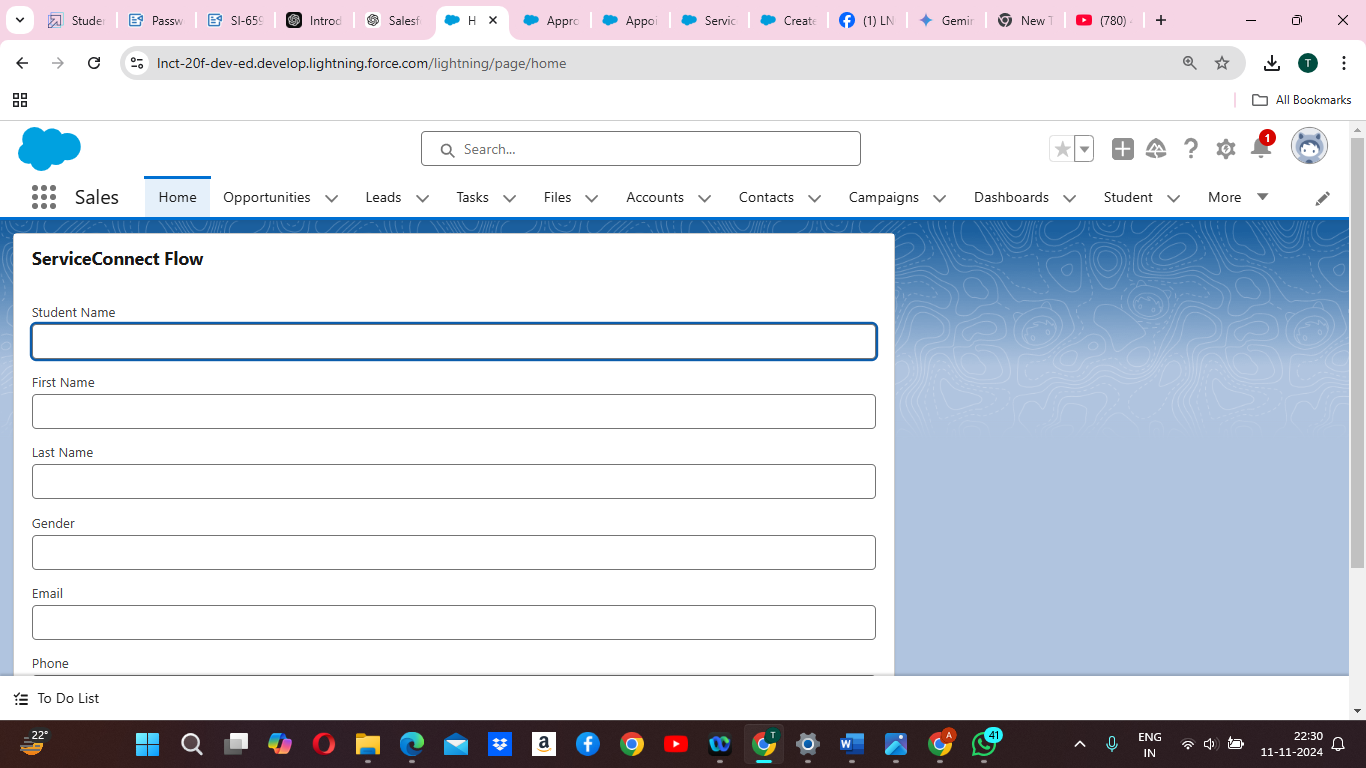 Studen
Passw
SI-659
Introd
Salesf
H
Appro
Appoi
Servic
Create
(1) LN
Gemir
New T
(780)
lnct-20f-dev-ed.develop.lightning.force.com/lightning/page/home
T
All Bookmarks
Search...
1
Sales
Home
Opportunities
Leads
Tasks
Files
Accounts
Contacts
Campaigns
Dashboards
Student
More
ServiceConnect Flow
Student Name
First Name
Last Name
Gender
Email
Phone
To Do List
22°
T
A
41
ENG
IN
22:30
11-11-2024